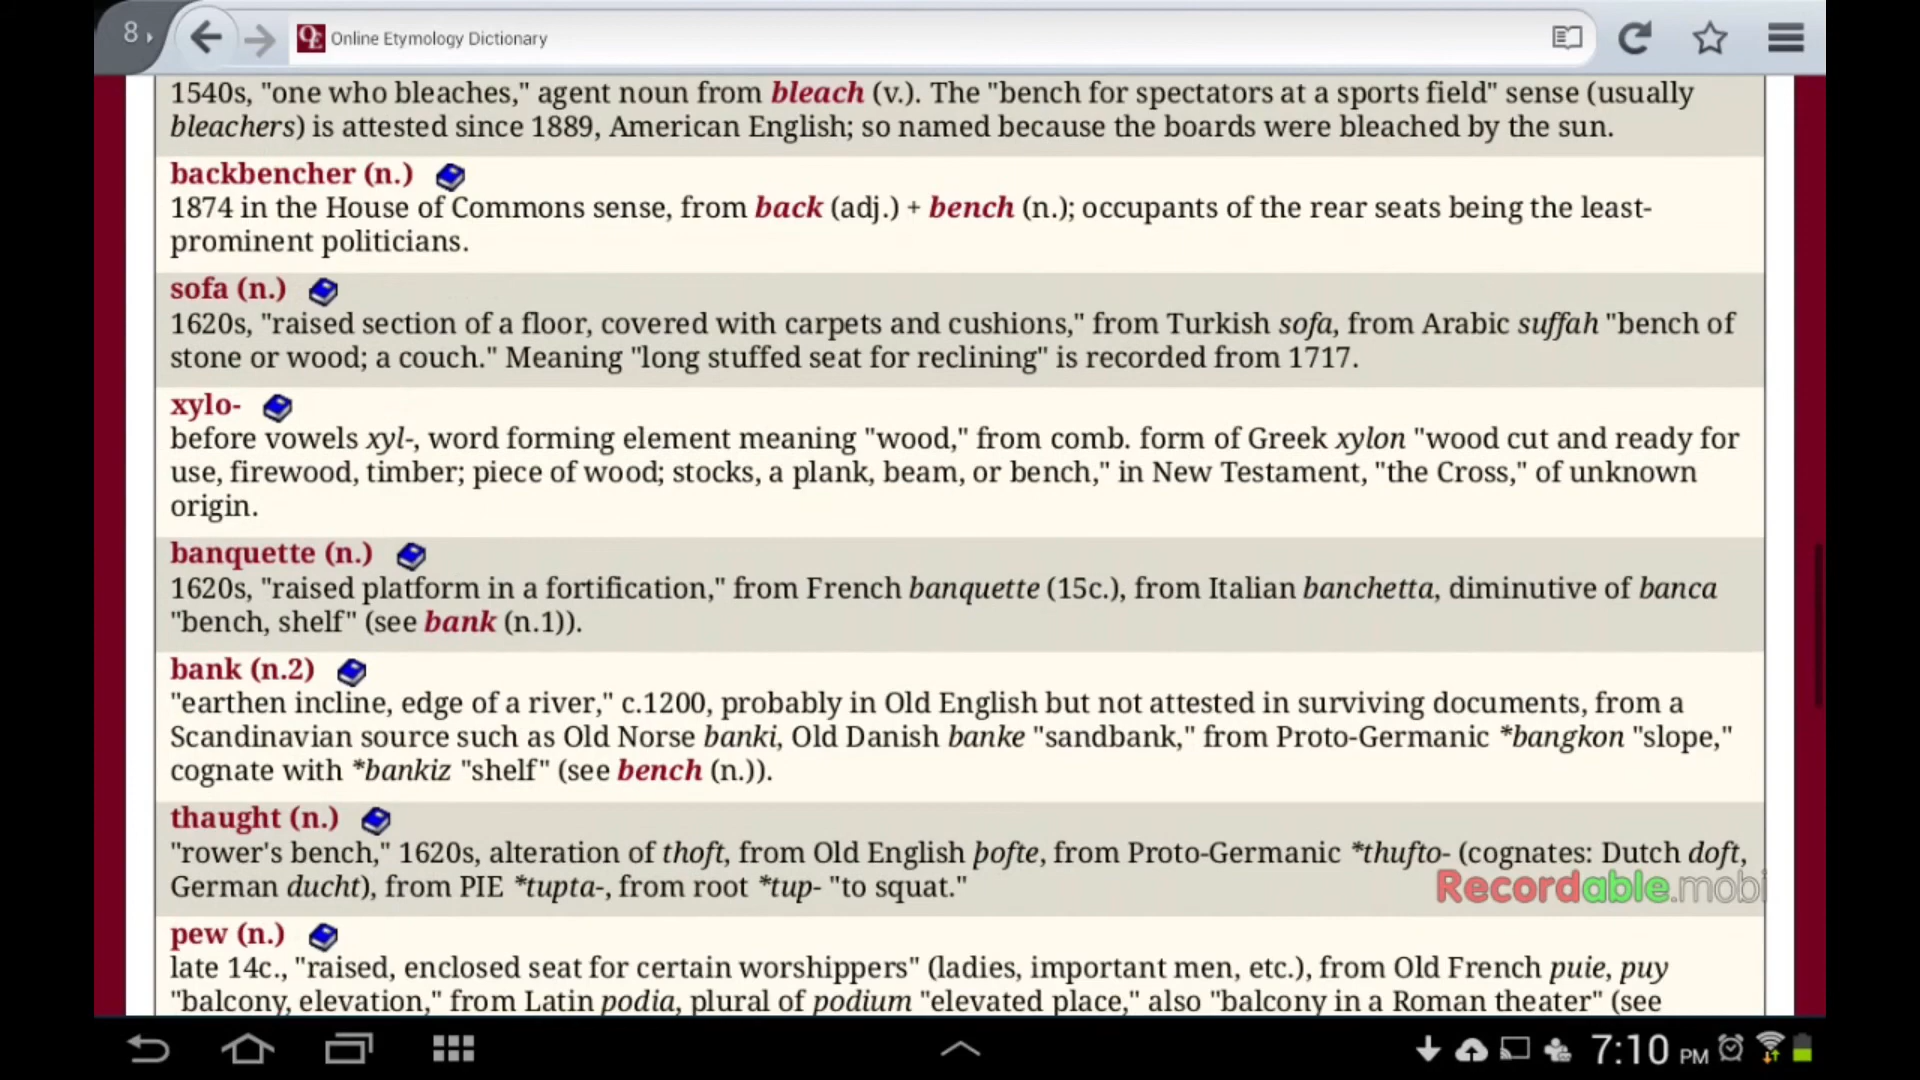 8
Online Etymology Dictionary
1540s, "one who bleaches," agent noun from bleach (v.). The "bench for spectators at a sports field" sense (usually
bleachers) is attested since 1889, American English; so named because the boards were bleached by the sun.
backbencher (n.)
1874 in the House of Commons sense, from back (adj.) + bench (n.); occupants of the rear seats being the least-
prominent politicians.
sofa (n.)
1620s, "raised section of a floor, covered with carpets and cushions," from Turkish sofa, from Arabic suffah "bench of
stone or wood; a couch." Meaning "long stuffed seat for reclining" is recorded from 1717.
xylo-
before vowels xyl-, word forming element meaning "wood," from comb. form of Greek xylon "wood cut and ready for
use, firewood, timber; piece of wood; stocks, a plank, beam, or bench," in New Testament, "the Cross," of unknown
origin.
banquette (n.)
1620s, "raised platform in a fortification," from French banquette (15c.), from Italian banchetta, diminutive of banca
"bench, shelf" (see bank (n.1)).
bank (n.2)
"earthen incline, edge of a river," c.1200, probably in Old English but not attested in surviving documents, from a
Scandinavian source such as Old Norse banki, Old Danish banke "sandbank," from Proto-Germanic *bangkon "slope,"
cognate with *bankiz "shelf" (see bench (n.)).
thaught (n.)
"rower's bench," 1620s, alteration of thoft, from Old English þofte, from Proto-Germanic *thufto- (cognates: Dutch doft,
German ducht), from PIE *tupta-, from root *tup- "to squat."
Recordable.mobi
pew (n.)
late 14c., "raised, enclosed seat for certain worshippers" (ladies, important men, etc.), from Old French puie, puy
"balcony, elevation," from Latin podia, plural of podium "elevated place," also "balcony in a Roman theater" (see
7:10 PM